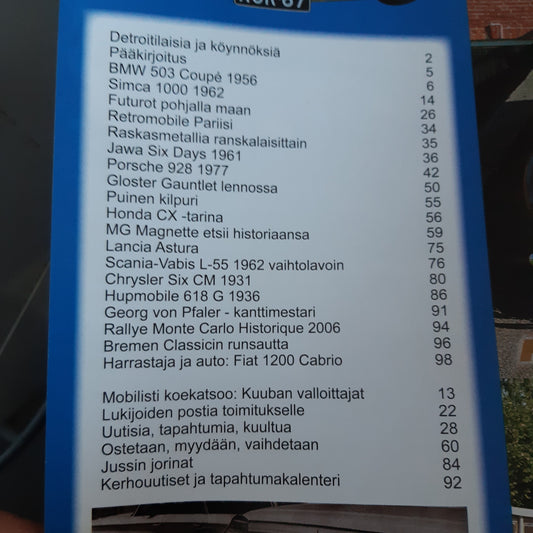 Detroitilaisia ja köynnöksiä 2
Pääkirjoitus 5
BMW 503 Coupé 1956 6
Simca 1000 1962 14
Futurot pohjalla maan 26
Retromobile Pariisi 34
Raskasmetallia ranskalaisittain 35
Jawa Six Days 1961 36
Porsche 928 1977 42
Gloster Gauntlet lennossa 50
Puinen kilpuri 55
Honda CX -tarina 56
MG Magnette etsii historiaansa 59
Lancia Astura 75
Scania-Vabis L-55 1962 vaihtolavoin 76
Chrysler Six CM 1931 80
Hupmobile 618 G 1936 86
Georg von Pfaler - kanttimestari 91
Rallye Monte Carlo Historique 2006 94
Bremen Classicin runsautta 96
Harrastaja ja auto: Fiat 1200 Cabrio 98
Mobilisti koekatsoo: Kuuban valloittajat 13
Lukijoiden postia toimitukselle 22
Uutisia, tapahtumia, kuultua 28
Ostetaan, myydään, vaihdetaan 60
Jussin jorinat 84
Kerhouutiset ja tapahtumakalenteri 92